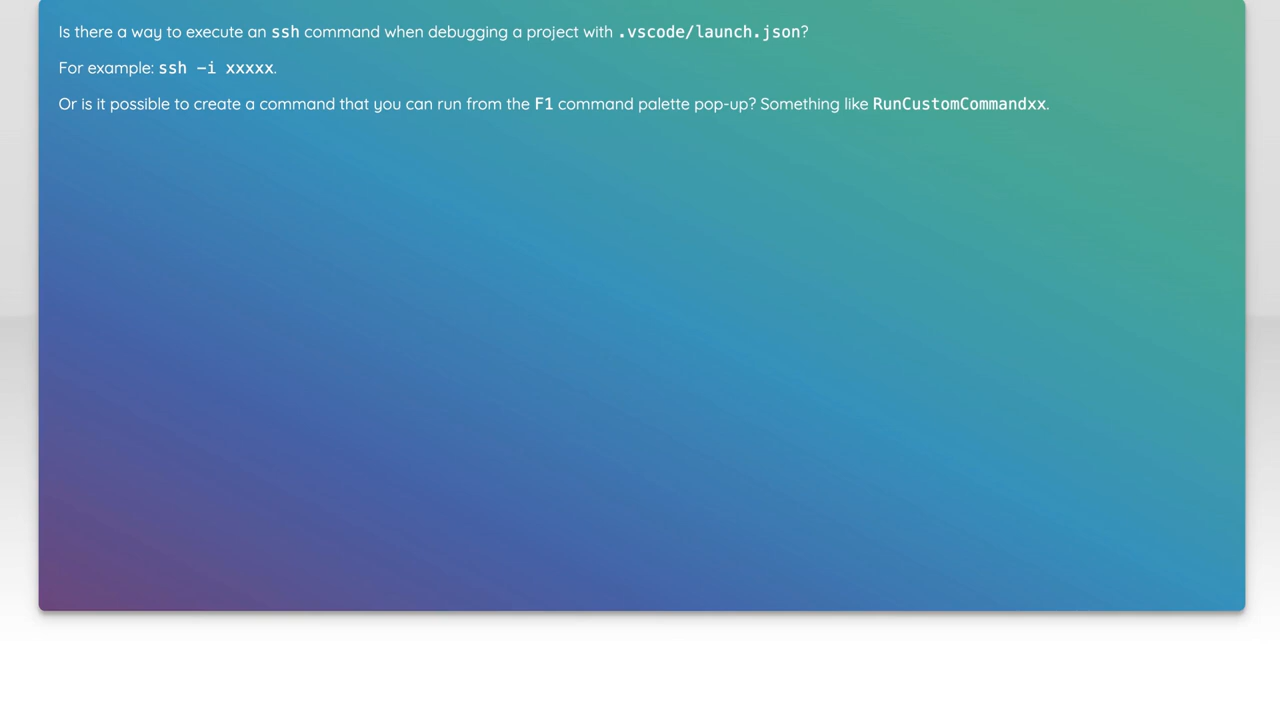 Is there a way to execute an ssh command when debugging a project with .vscode/launch.json?
For example: ssh -i xxxxx.
Or is it possible to create a command that you can run from the F1 command palette pop-up? Something like RunCustomCommandxx.